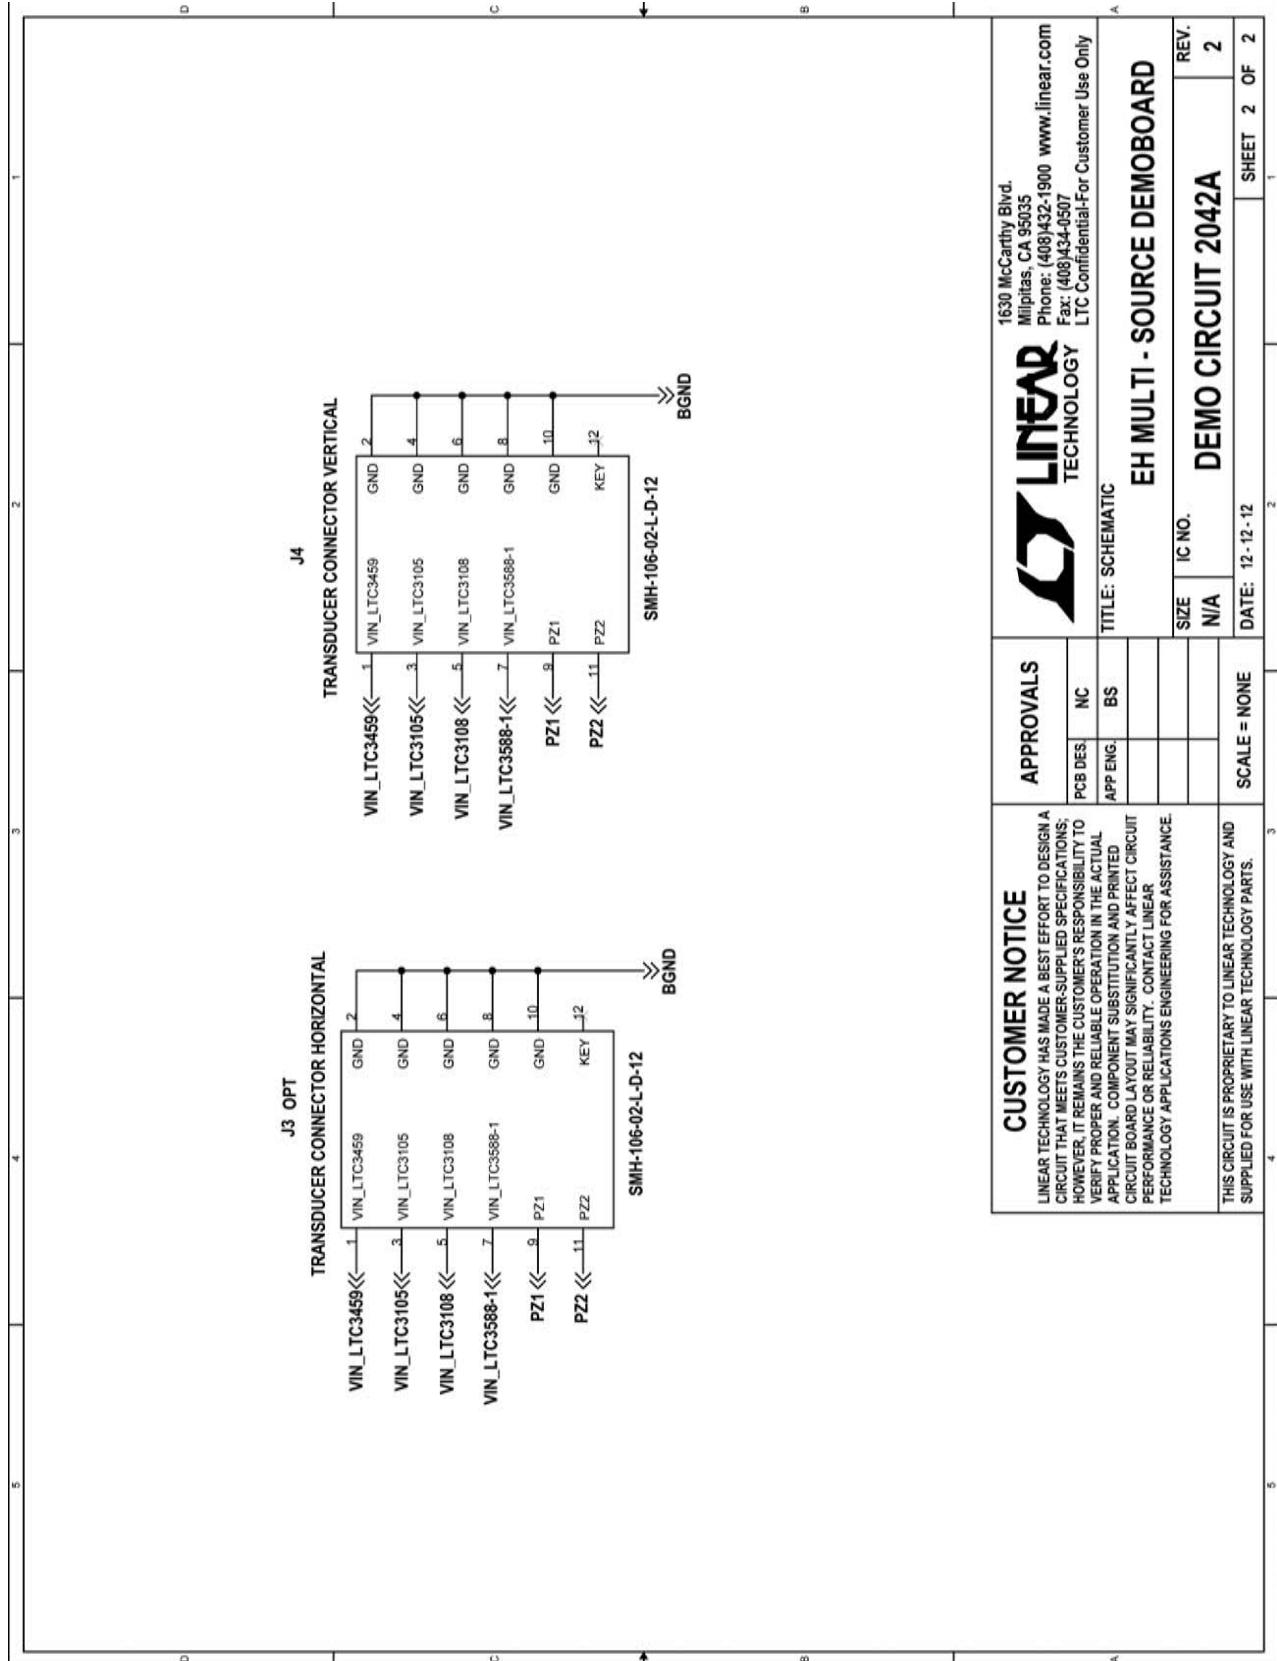 5
4
3
2
1
D
D
C
C
B
B
A
A
J3 OPT
TRANSDUCER CONNECTOR HORIZONTAL
VIN_LTC3459 1 VIN_LTC3459 GND 2
VIN_LTC3105 3 VIN_LTC3105 GND 4
VIN_LTC3108 5 VIN_LTC3108 GND 6
VIN_LTC3588-1 7 VIN_LTC3588-1 GND 8
PZ1 9 PZ1 GND 10
PZ2 11 PZ2 KEY 12
SMH-106-02-L-D-12
BGND
J4
TRANSDUCER CONNECTOR VERTICAL
VIN_LTC3459 1 VIN_LTC3459 GND 2
VIN_LTC3105 3 VIN_LTC3105 GND 4
VIN_LTC3108 5 VIN_LTC3108 GND 6
VIN_LTC3588-1 7 VIN_LTC3588-1 GND 8
PZ1 9 PZ1 GND 10
PZ2 11 PZ2 KEY 12
SMH-106-02-L-D-12
BGND
CUSTOMER NOTICE
LINEAR TECHNOLOGY HAS MADE A BEST EFFORT TO DESIGN A
CIRCUIT THAT MEETS CUSTOMER-SUPPLIED SPECIFICATIONS;
HOWEVER, IT REMAINS THE CUSTOMER'S RESPONSIBILITY TO
VERIFY PROPER AND RELIABLE OPERATION IN THE ACTUAL
APPLICATION. COMPONENT SUBSTITUTION AND PRINTED
CIRCUIT BOARD LAYOUT MAY SIGNIFICANTLY AFFECT CIRCUIT
PERFORMANCE OR RELIABILITY. CONTACT LINEAR
TECHNOLOGY APPLICATIONS ENGINEERING FOR ASSISTANCE.
THIS CIRCUIT IS PROPRIETARY TO LINEAR TECHNOLOGY AND
SUPPLIED FOR USE WITH LINEAR TECHNOLOGY PARTS.
APPROVALS
PCB DES. NC
APP ENG. BS
SCALE = NONE
LINEAR
TECHNOLOGY
1630 McCarthy Blvd.
Milpitas, CA 95035
Phone: (408)432-1900 www.linear.com
Fax: (408)434-0507
LTC Confidential-For Customer Use Only
TITLE: SCHEMATIC
EH MULTI - SOURCE DEMOBOARD
SIZE
N/A
IC NO.
DEMO CIRCUIT 2042A
REV.
2
DATE: 12 - 12 - 12
SHEET 2 OF 2
5
4
3
2
1